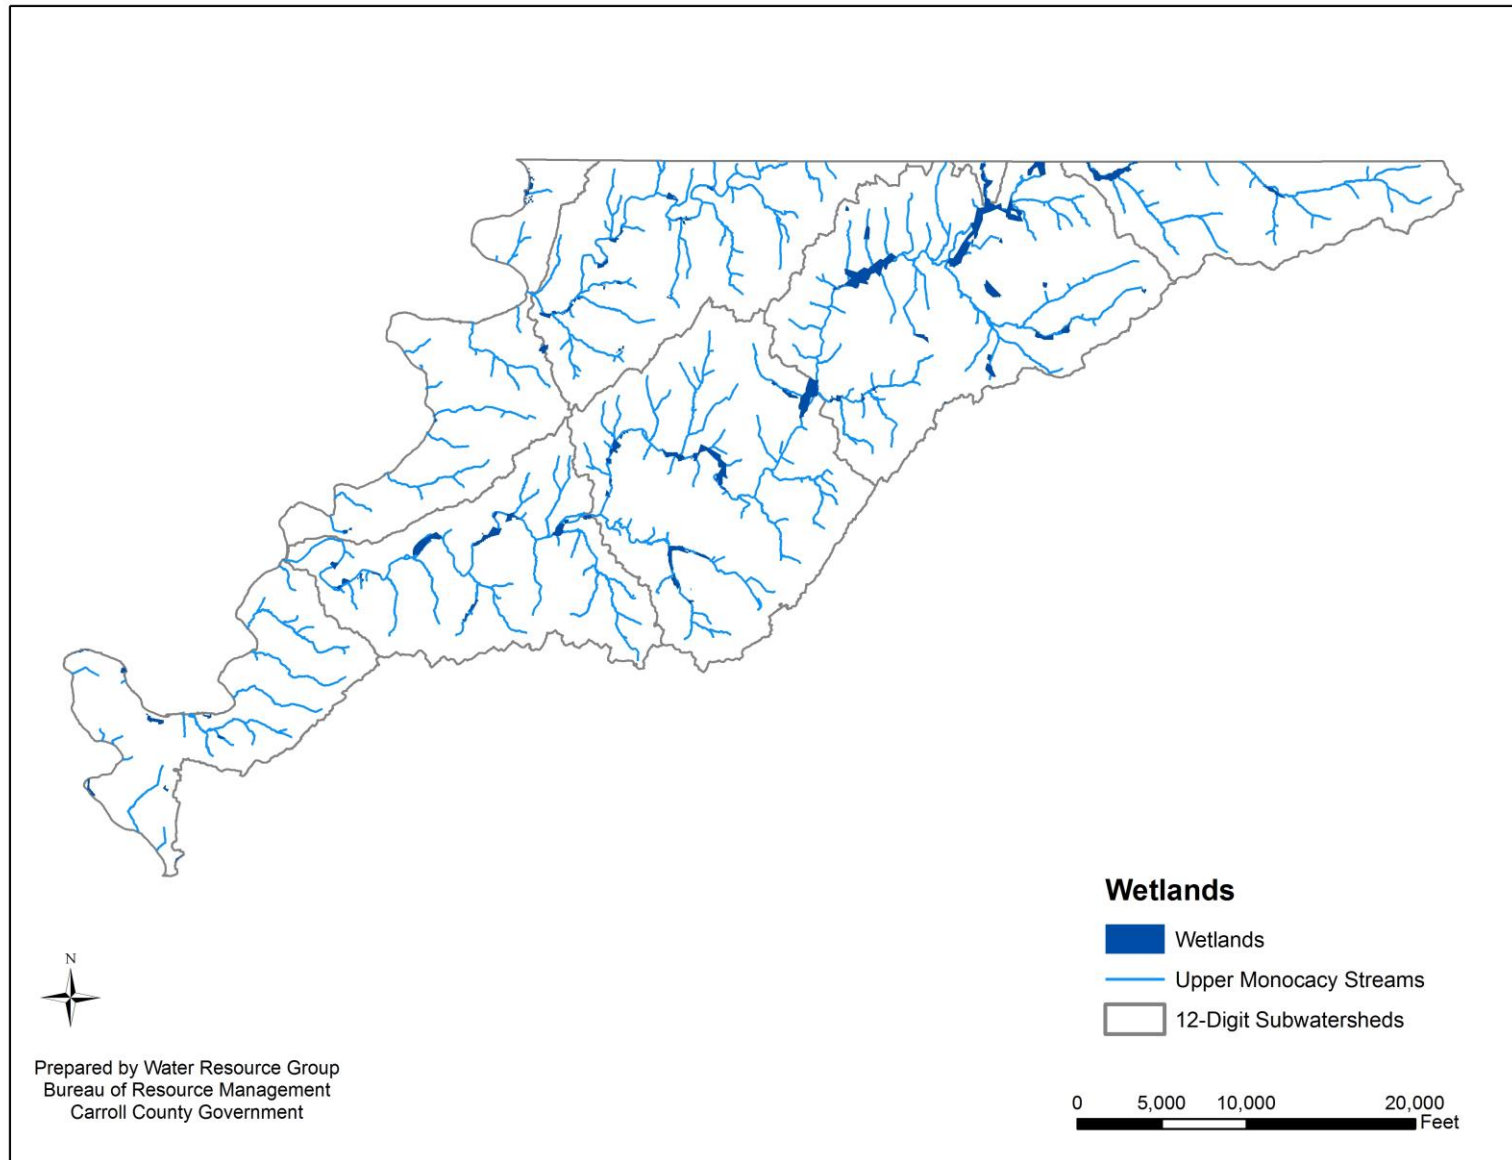 Wetlands
Wetlands
Upper Monocacy Streams
12-Digit Subwatersheds
N
Prepared by Water Resource Group
Bureau of Resource Management
Carroll County Government
0 5,000 10,000 20,000
Feet